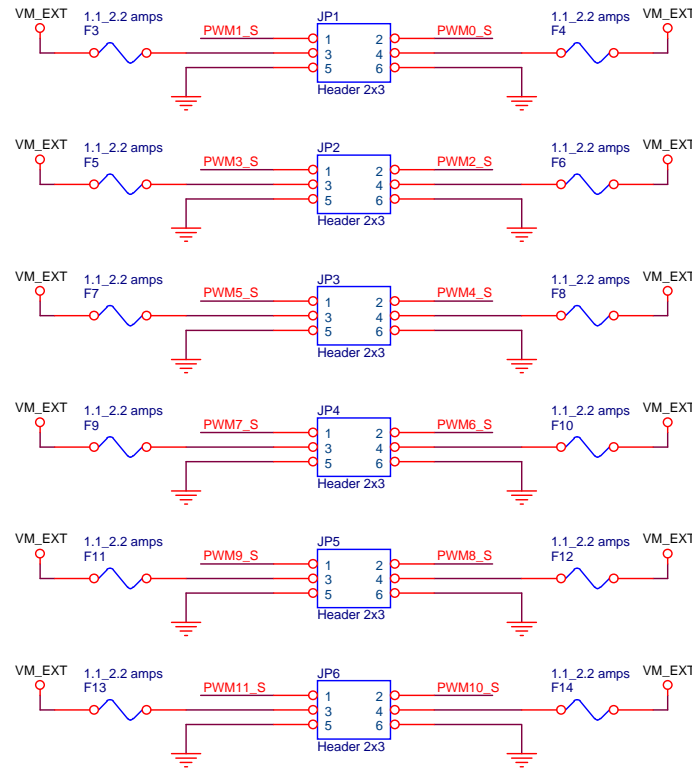 VM_EXT 1.1_2.2 amps JP1 1.1_2.2 amps VM_EXT
F3 PWM1_S PWM0_S F4
1 2
3 4
5 6
Header 2x3
VM_EXT 1.1_2.2 amps JP2 1.1_2.2 amps VM_EXT
F5 PWM3_S PWM2_S F6
1 2
3 4
5 6
Header 2x3
VM_EXT 1.1_2.2 amps JP3 1.1_2.2 amps VM_EXT
F7 PWM5_S PWM4_S F8
1 2
3 4
5 6
Header 2x3
VM_EXT 1.1_2.2 amps JP4 1.1_2.2 amps VM_EXT
F9 PWM7_S PWM6_S F10
1 2
3 4
5 6
Header 2x3
VM_EXT 1.1_2.2 amps JP5 1.1_2.2 amps VM_EXT
F11 PWM9_S PWM8_S F12
1 2
3 4
5 6
Header 2x3
VM_EXT 1.1_2.2 amps JP6 1.1_2.2 amps VM_EXT
F13 PWM11_S PWM10_S F14
1 2
3 4
5 6
Header 2x3